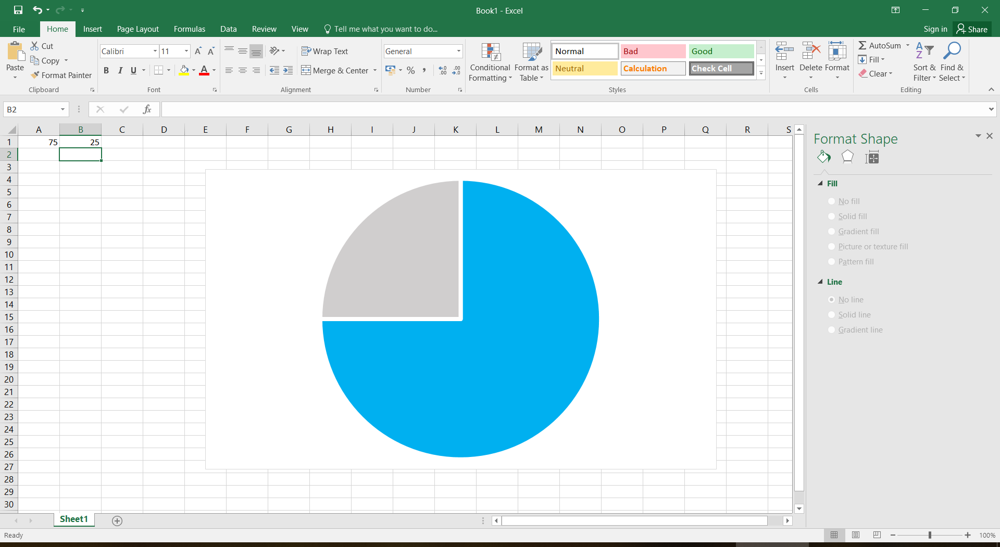 Book1 - Excel
File Home Insert Page Layout Formulas Data Review View Tell me what you want to do... Sign in Share
Paste
Cut
Copy
Format Painter
Clipboard
Calibri 11
B I U
Font
Wrap Text
Merge & Center
Alignment
General
Number
Conditional Formatting
Format as Table
Normal Bad Good
Neutral Calculation Check Cell
Styles
Insert Delete Format
Cells
AutoSum
Fill
Clear
Sort & Filter
Find & Select
Editing
B2
fx
A B C D E F G H I J K L M N O P Q R S
1 75 25
2
3
4
5
6
7
8
9
10
11
12
13
14
15
16
17
18
19
20
21
22
23
24
25
26
27
28
29
30
Format Shape
Fill
No fill
Solid fill
Gradient fill
Picture or texture fill
Pattern fill
Line
No line
Solid line
Gradient line
Sheet1
Ready
100%